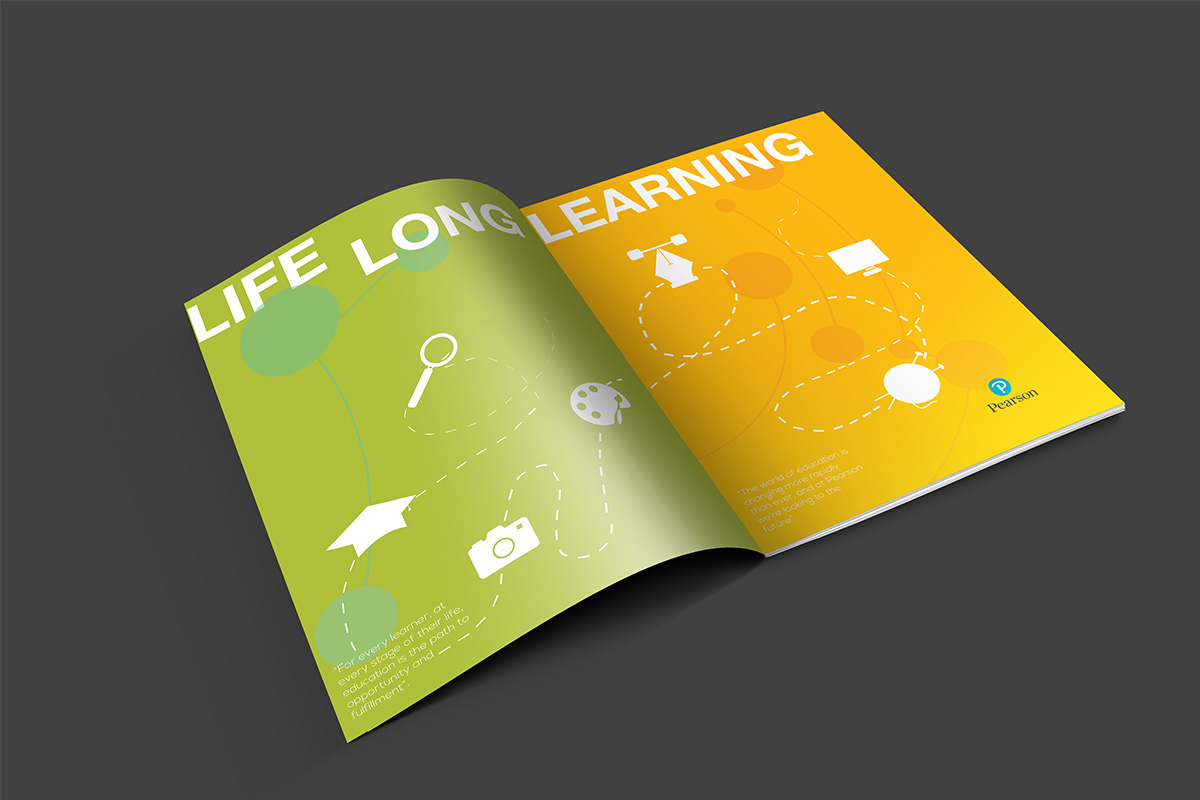 LIFE LONG
"For every learner, at
every stage of their life,
education is the path to
opportunity and
fulfillment".
LEARNING
"The world of education is
changing more rapidly
than ever, and at Pearson
we're looking to the
future"
P
Pearson